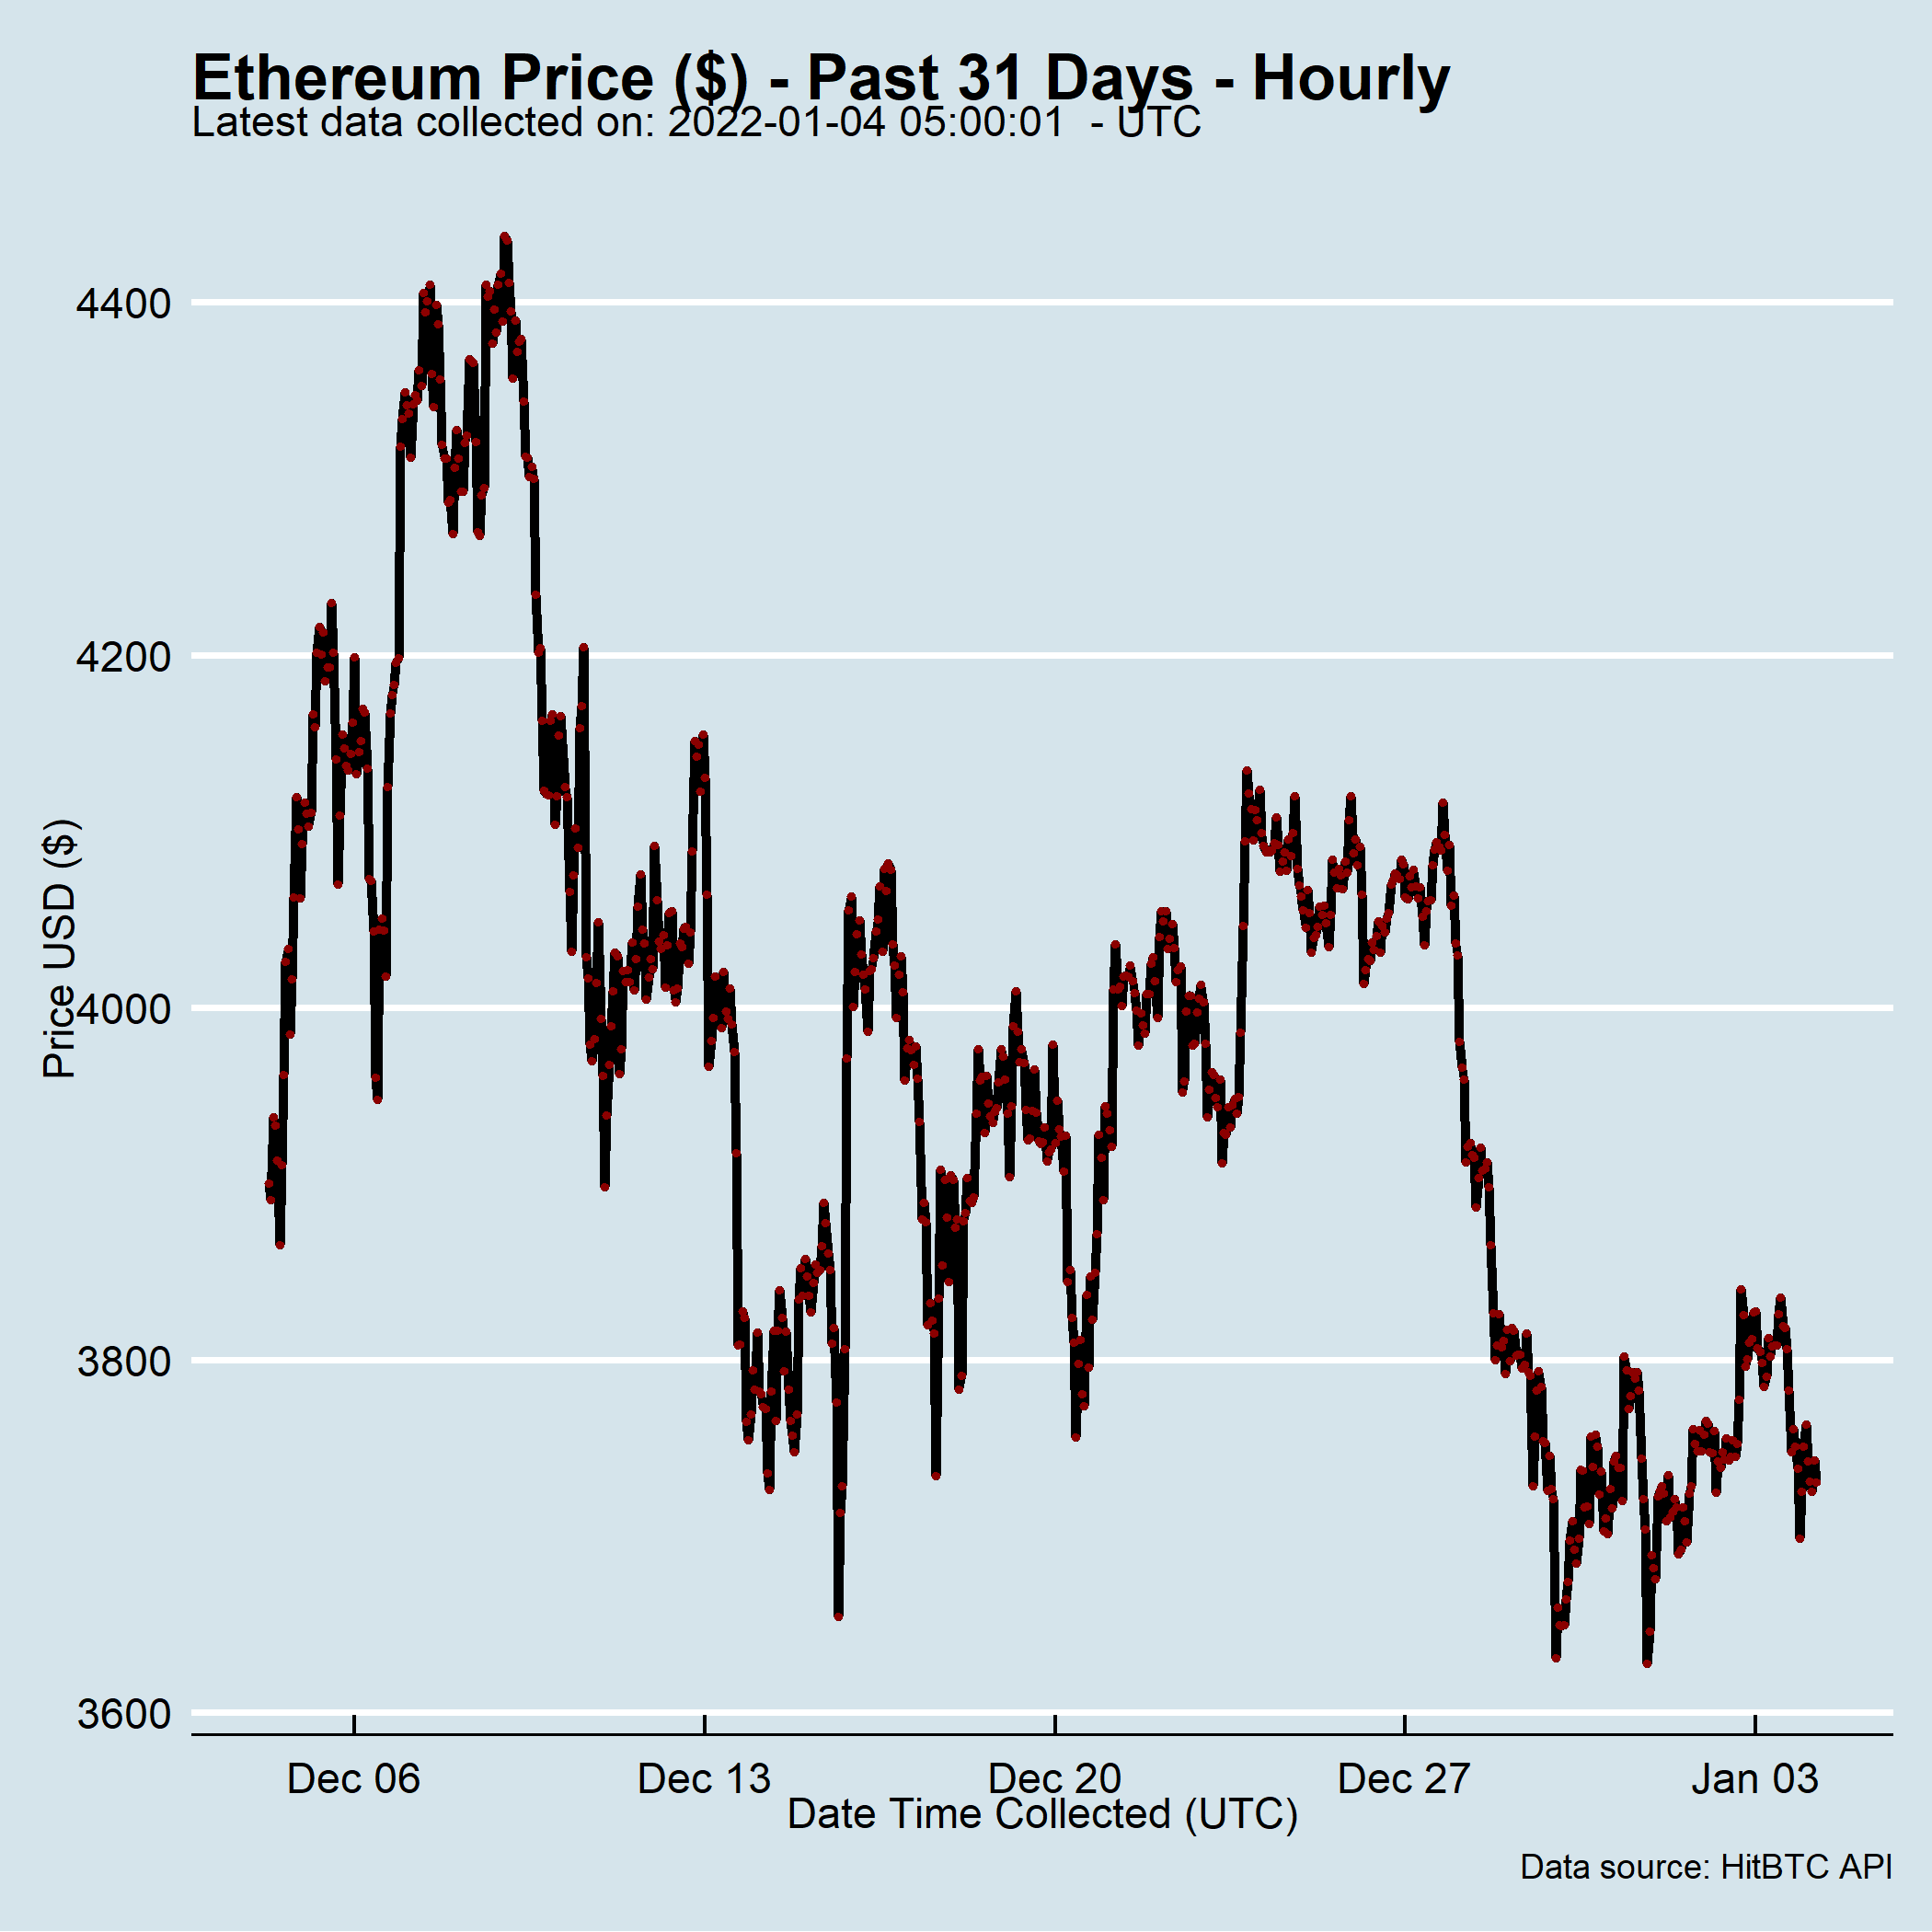 Ethereum Price ($) - Past 31 Days - Hourly
Latest data collected on: 2022-01-04 05:00:01  - UTC
4400
4200
4000
3800
3600
Price USD ($)
Dec 06 Dec 13 Dec 20 Dec 27 Jan 03
Date Time Collected (UTC)
Data source: HitBTC API